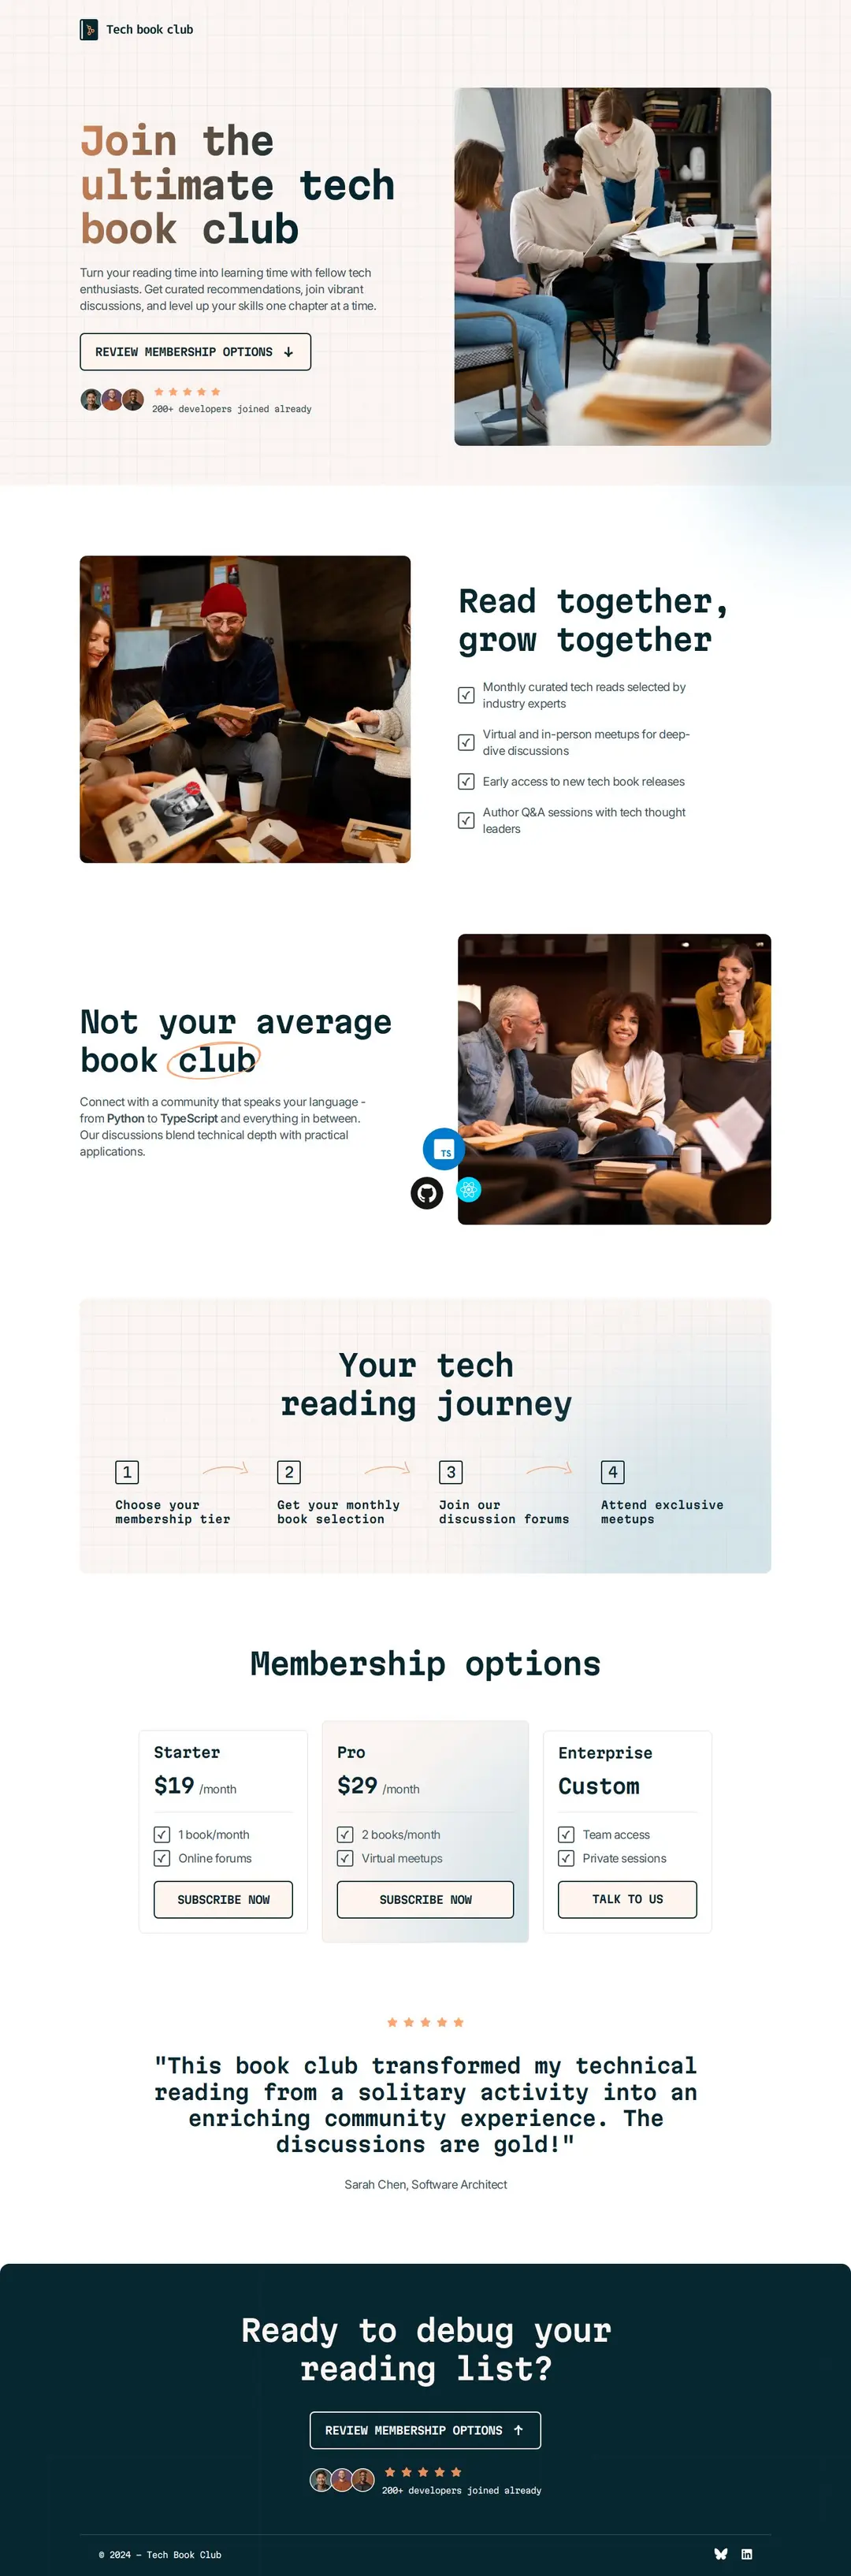 Tech book club
Join the
ultimate tech
book club
Turn your reading time into learning time with fellow tech
enthusiasts. Get curated recommendations, join vibrant
discussions, and level up your skills one chapter at a time.
REVIEW MEMBERSHIP OPTIONS
200+ developers joined already
Read together,
grow together
Monthly curated tech reads selected by
industry experts
Virtual and in-person meetups for deep-
dive discussions
Early access to new tech book releases
Author Q&A sessions with tech thought
leaders
Not your average
book club
Connect with a community that speaks your language -
from Python to TypeScript and everything in between.
Our discussions blend technical depth with practical
applications.
TS
Your tech
reading journey
1
Choose your
membership tier
2
Get your monthly
book selection
3
Join our
discussion forums
4
Attend exclusive
meetups
Membership options
Starter
$19 /month
1 book/month
Online forums
SUBSCRIBE NOW
Pro
$29 /month
2 books/month
Virtual meetups
SUBSCRIBE NOW
Enterprise
Custom
Team access
Private sessions
TALK TO US
"This book club transformed my technical
reading from a solitary activity into an
enriching community experience. The
discussions are gold!"
Sarah Chen, Software Architect
Ready to debug your
reading list?
REVIEW MEMBERSHIP OPTIONS
200+ developers joined already
© 2024 – Tech Book Club
in